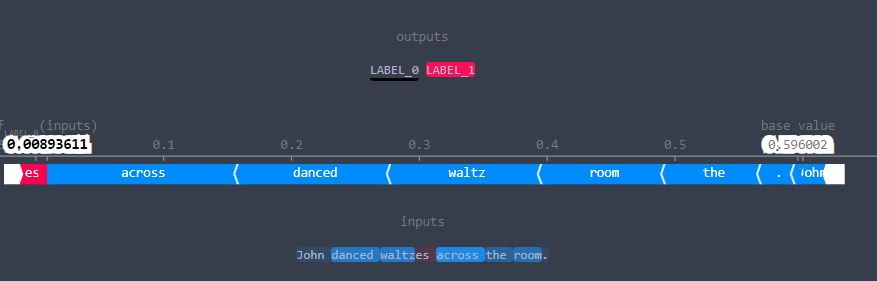 outputs
LABEL_0 LABEL_1
f LABEL_0 (inputs) base value
0,00893611 0.1 0.2 0.3 0.4 0.5 0.596002
es across danced waltz room the . ohn
inputs
John danced waltzes across the room.